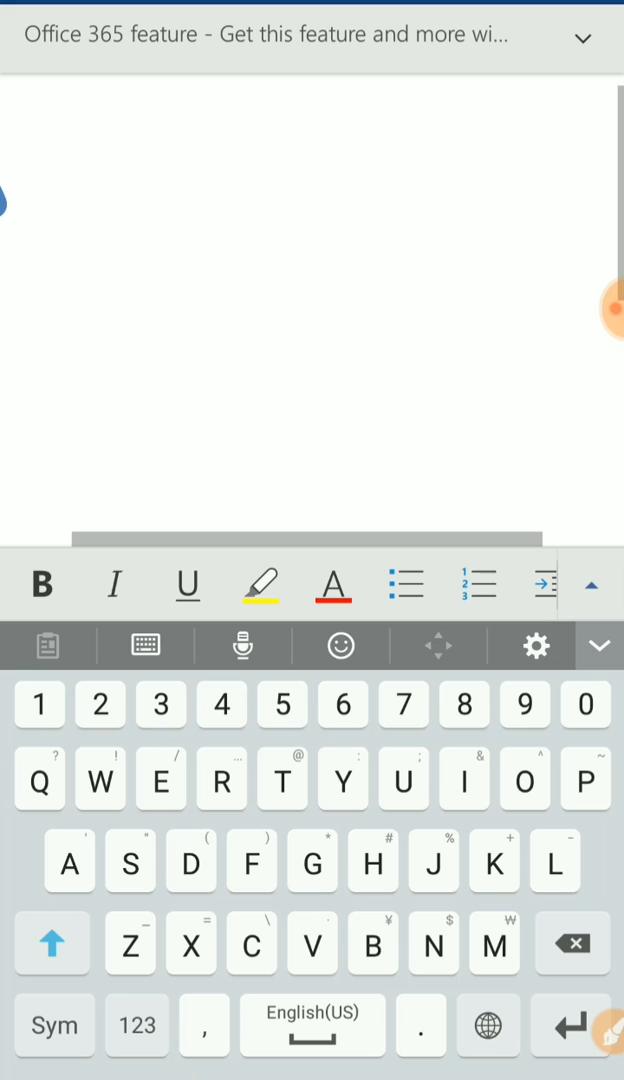 Office 365 feature - Get this feature and more wi...
B I U A
1 2 3
1 2 3 4 5 6 7 8 9 0
? ! / ... @ : ; & ^ ~
Q W E R T Y U I O P
' " ( ) * # % + -
A S D F G H J K L
_ = \ · ¥ $ ₩
Z X C V B N M
Sym 123 , English(US) .